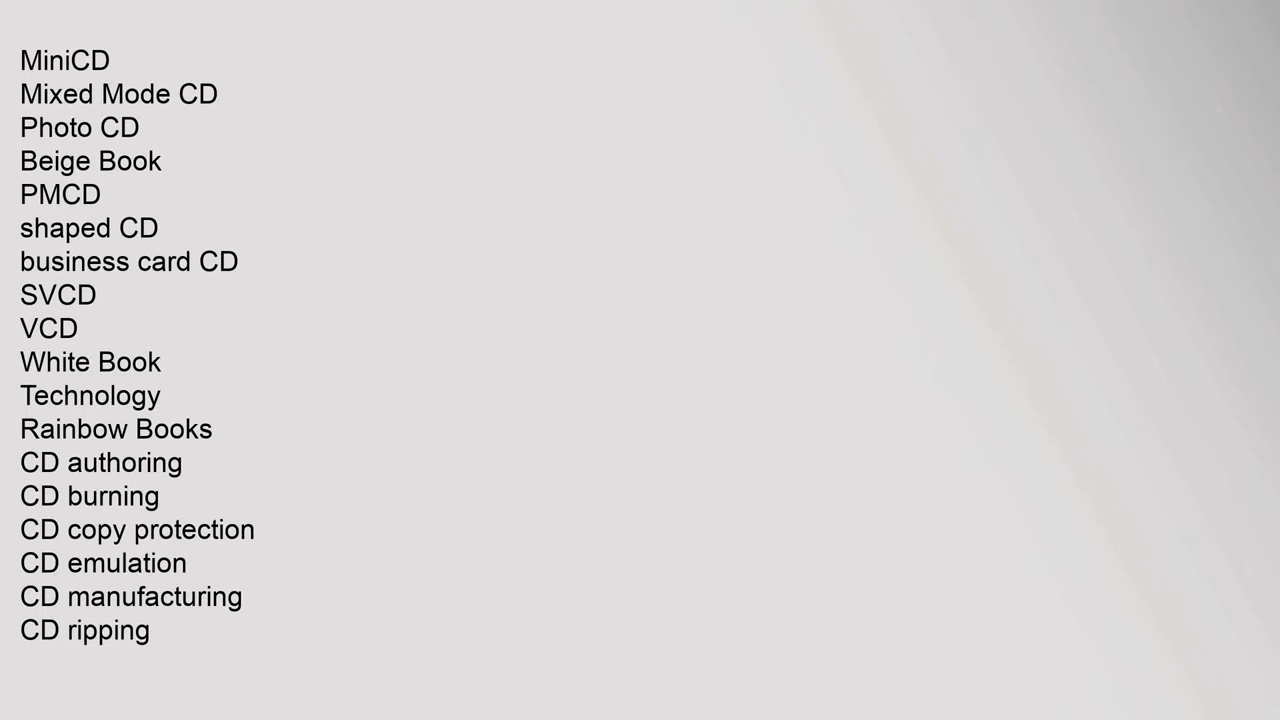 MiniCD
Mixed Mode CD
Photo CD
Beige Book
PMCD
shaped CD
business card CD
SVCD
VCD
White Book
Technology
Rainbow Books
CD authoring
CD burning
CD copy protection
CD emulation
CD manufacturing
CD ripping